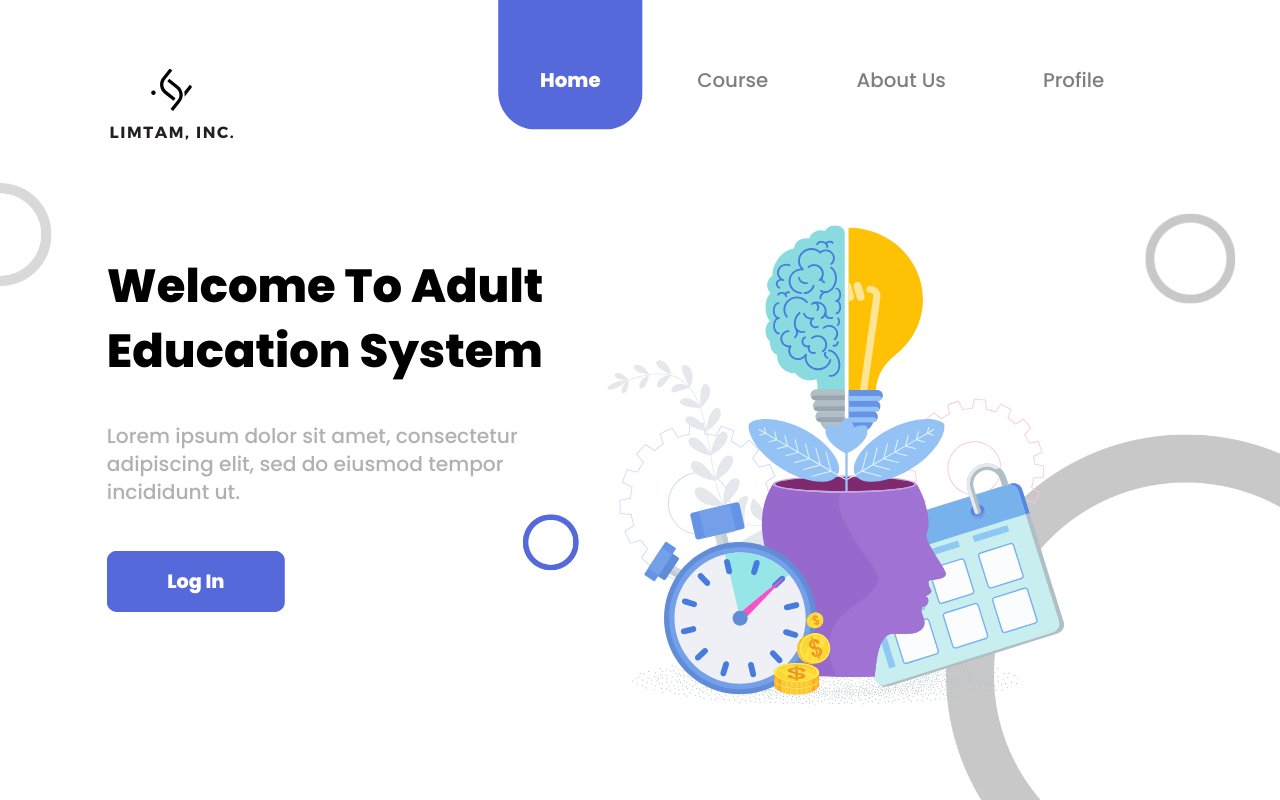 LIMTAM, INC.
Home
Course
About Us
Profile
Welcome To Adult
Education System
Lorem ipsum dolor sit amet, consectetur
adipiscing elit, sed do eiusmod tempor
incididunt ut.
Log In
$
$
$